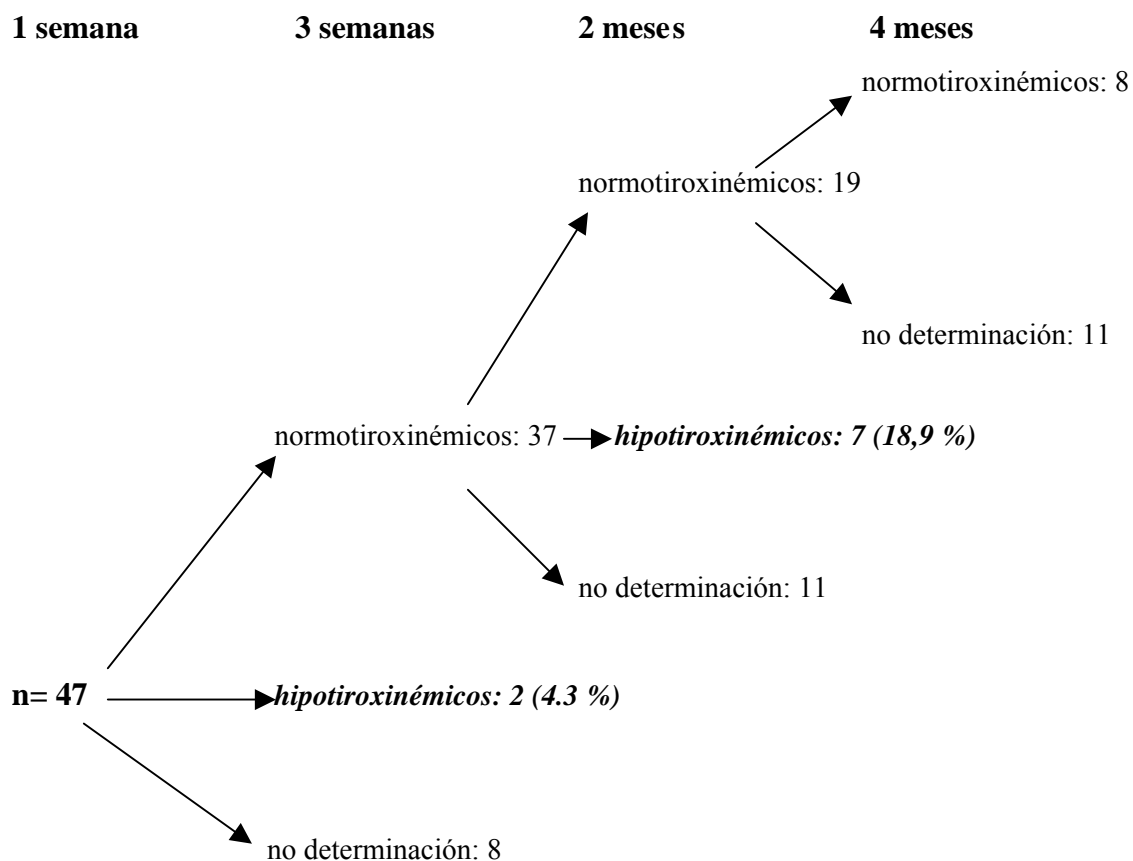 1 semana 3 semanas 2 meses 4 meses
normotiroxinémicos: 8
normotiroxinémicos: 19
no determinación: 11
normotiroxinémicos: 37 hipotiroxinémicos: 7 (18,9 %)
no determinación: 11
n= 47 hipotiroxinémicos: 2 (4.3 %)
no determinación: 8